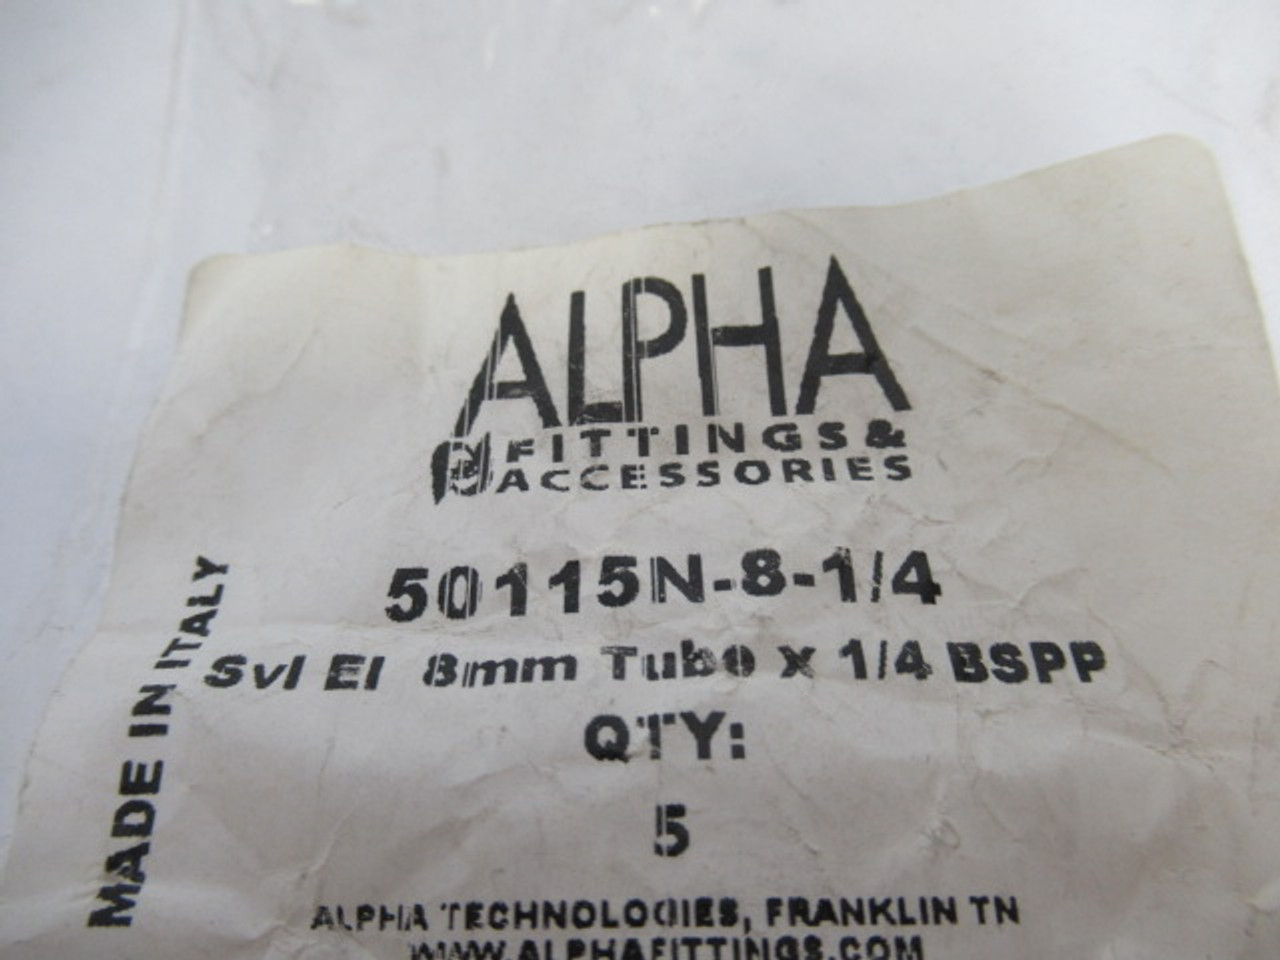 ALPHA
FITTINGS &
ACCESSORIES
50115N-8-1/4
Svl El 8mm Tube x 1/4 BSPP
QTY:
5
ALPHA TECHNOLOGIES, FRANKLIN TN
WWW.ALPHAFITTINGS.COM
MADE IN ITALY